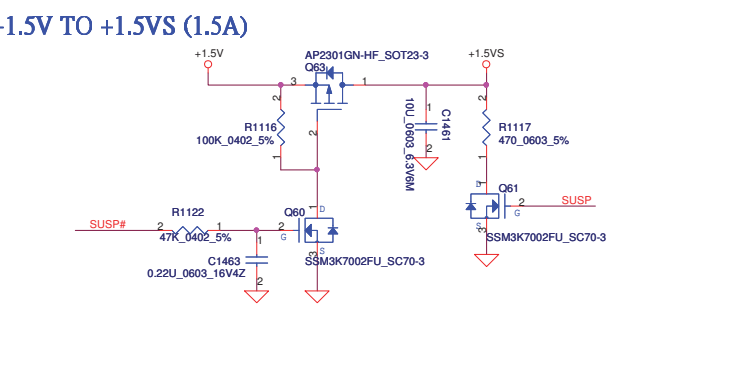 +1.5V TO +1.5VS (1.5A)
+1.5V
AP2301GN-HF_SOT23-3
Q63
+1.5VS
3
1
2
R1116
100K_0402_5%
1
2
1
C1461
10U_0603_6.3V6M
2
2
R1117
470_0603_5%
1
SUSP#
2
R1122
1
47K_0402_5%
1
C1463
0.22U_0603_16V4Z
2
Q60
1
D
2
G
3
S
SSM3K7002FU_SC70-3
D
1
Q61
2
G
SUSP
S
3
SSM3K7002FU_SC70-3